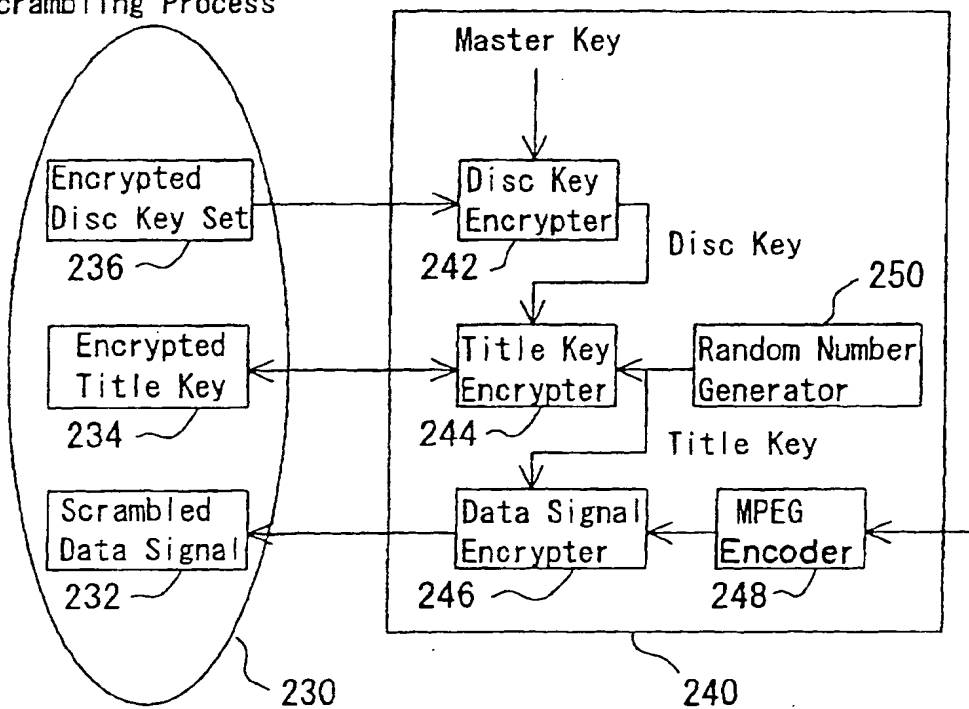 crambling Process
Master Key
Encrypted
Disc Key Set
236
Disc Key
Encrypter
242
Disc Key
250
Encrypted
Title Key
234
Title Key
Encrypter
244
Random Number
Generator
Title Key
Scrambled
Data Signal
232
Data Signal
Encrypter
246
MPEG
Encoder
248
230
240